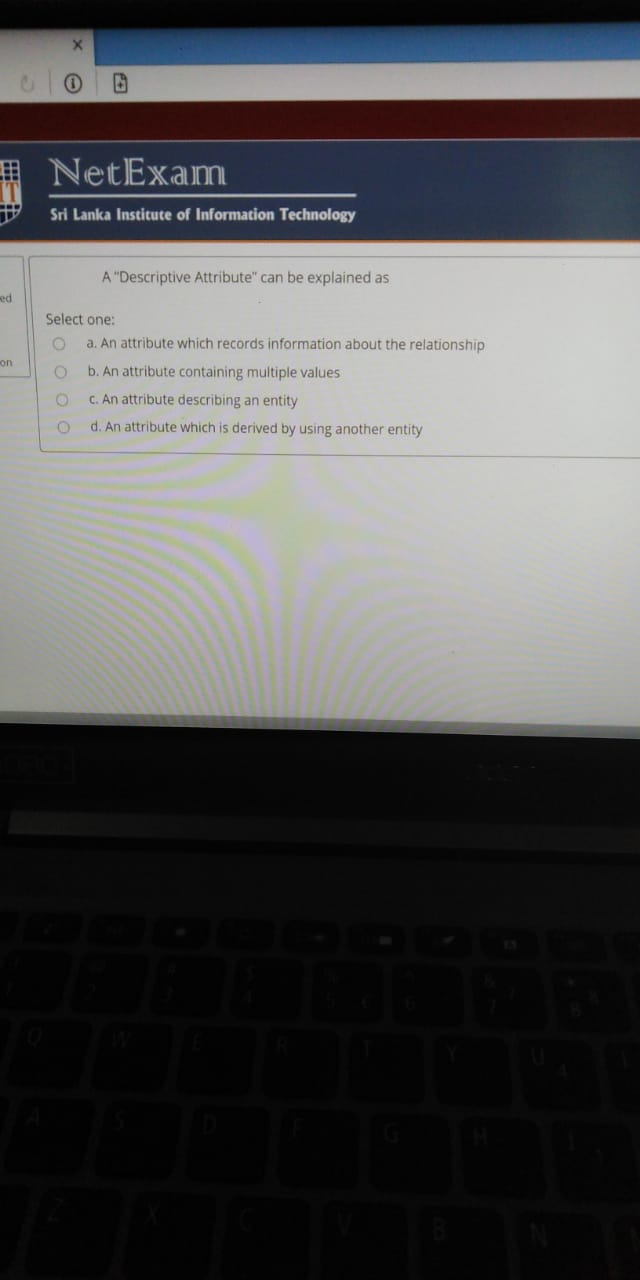 IT
NetExam
Sri Lanka Institute of Information Technology
ed
on
A "Descriptive Attribute" can be explained as
Select one:
a. An attribute which records information about the relationship
b. An attribute containing multiple values
c. An attribute describing an entity
d. An attribute which is derived by using another entity
Q W E R T Y U
A S D F G H J
Z X C V B N